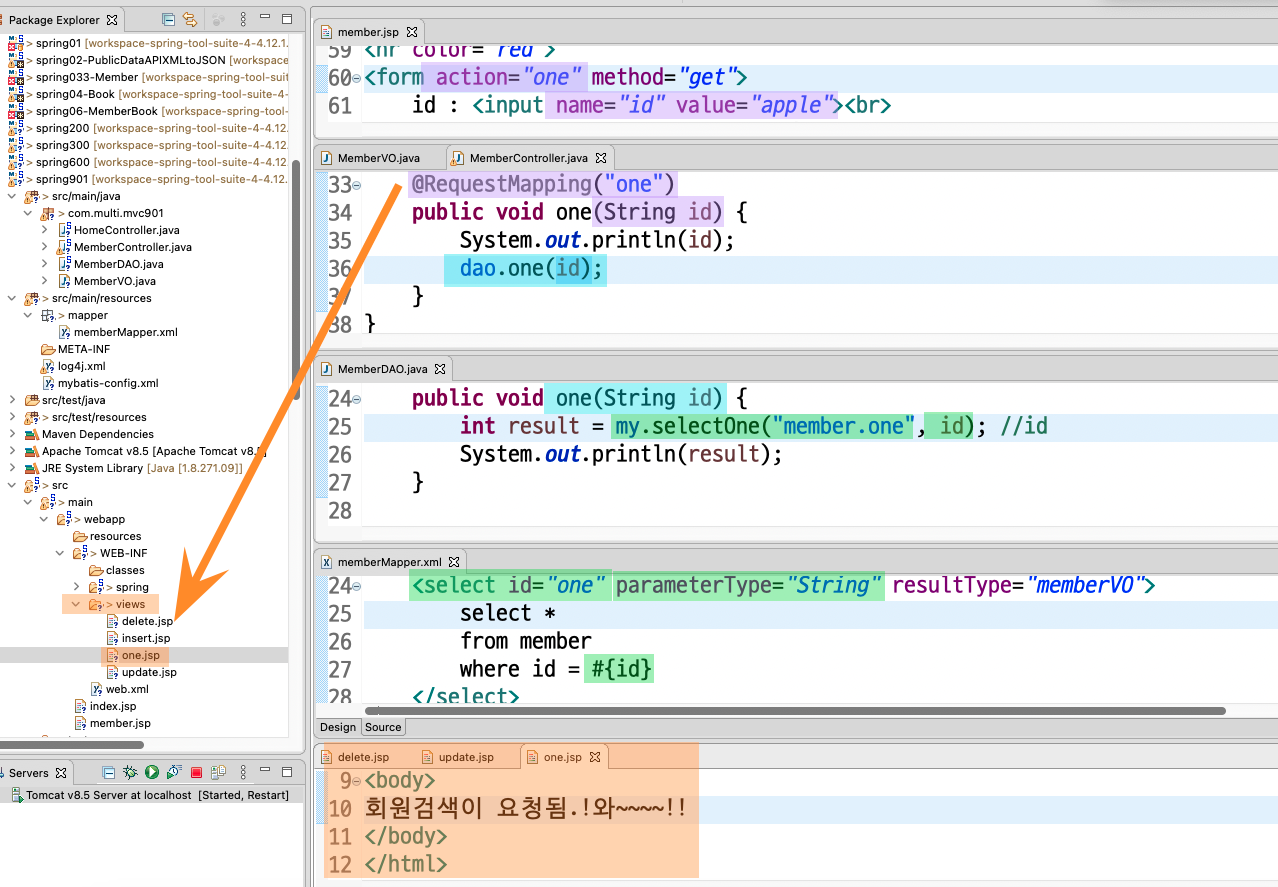 Package Explorer
> spring01 [workspace-spring-tool-suite-4-4.12.1.
> spring02-PublicDataAPIXMLtoJSON [workspace-
> spring033-Member [workspace-spring-tool-suit
> spring04-Book [workspace-spring-tool-suite-4-
> spring06-MemberBook [workspace-spring-tool-
> spring200 [workspace-spring-tool-suite-4-4.12.
> spring300 [workspace-spring-tool-suite-4-4.12.
> spring600 [workspace-spring-tool-suite-4-4.12
> spring901 [workspace-spring-tool-suite-4-4.12.
> src/main/java
> com.multi.mvc901
HomeController.java
MemberController.java
MemberDAO.java
MemberVO.java
> src/main/resources
> mapper
memberMapper.xml
META-INF
log4j.xml
mybatis-config.xml
src/test/java
> src/test/resources
Maven Dependencies
Apache Tomcat v8.5 [Apache Tomcat v8.5]
JRE System Library [Java [1.8.271.09]]
> src
> main
> webapp
resources
> WEB-INF
classes
> spring
> views
delete.jsp
insert.jsp
one.jsp
update.jsp
web.xml
index.jsp
member.jsp
Servers
Tomcat v8.5 Server at localhost [Started, Restart]
member.jsp
59 <hr color="red">
60 <form action="one" method="get">
61 id : <input name="id" value="apple"><br>
MemberVO.java MemberController.java
33 @RequestMapping("one")
34 public void one(String id) {
35 System.out.println(id);
36 dao.one(id);
37 }
38 }
MemberDAO.java
24 public void one(String id) {
25 int result = my.selectOne("member.one", id); //id
26 System.out.println(result);
27 }
28
memberMapper.xml
24 <select id="one" parameterType="String" resultType="memberVO">
25 select *
26 from member
27 where id = #{id}
28 </select>
Design Source
delete.jsp update.jsp one.jsp
9 <body>
10 회원검색이 요청됨.!와~~~~!!
11 </body>
12 </html>